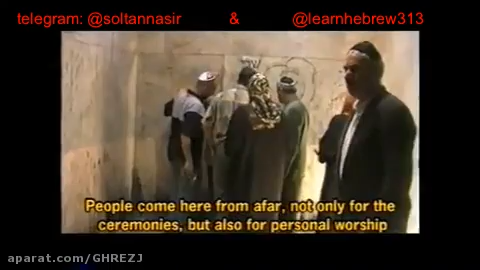 telegram: @soltannasir & @learnhebrew313
People come here from afar, not only for the
ceremonies, but also for personal worship
aparat.com/GHREZJ